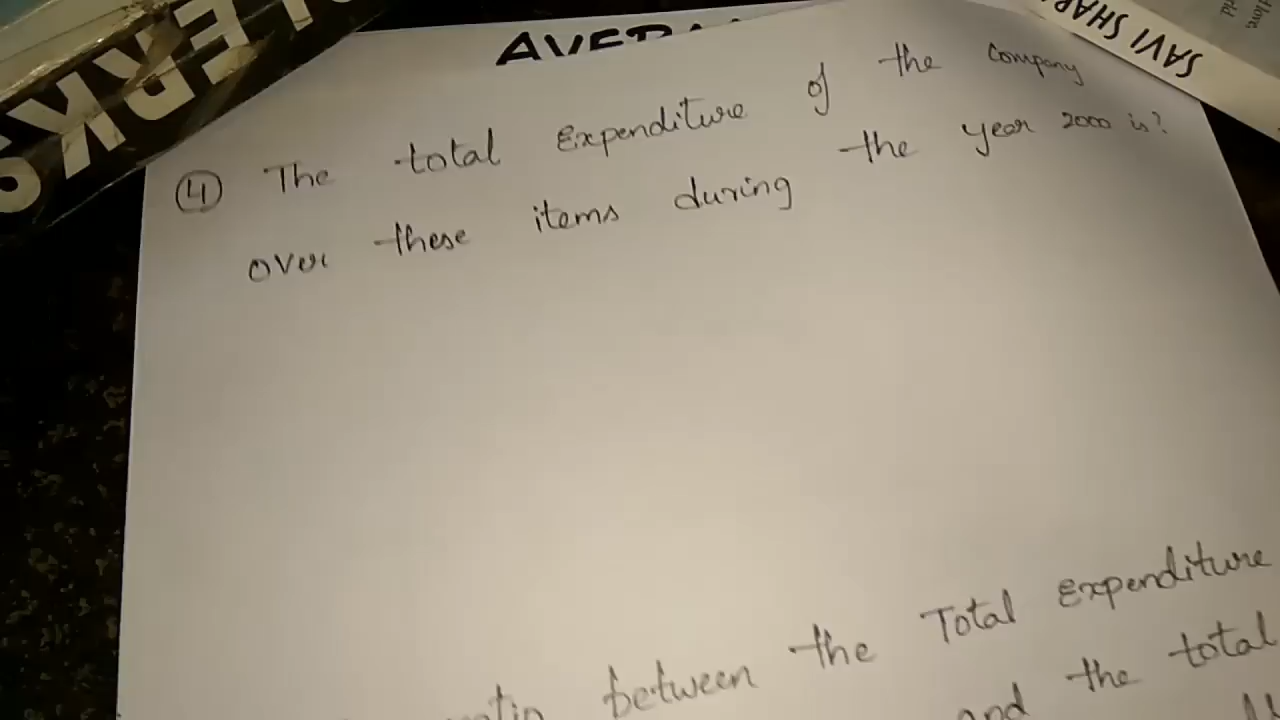 ④ The total Expenditure of the Company
over these items during the year 2000 is?
between the Total Expenditure
and the total
SAVI SHAR